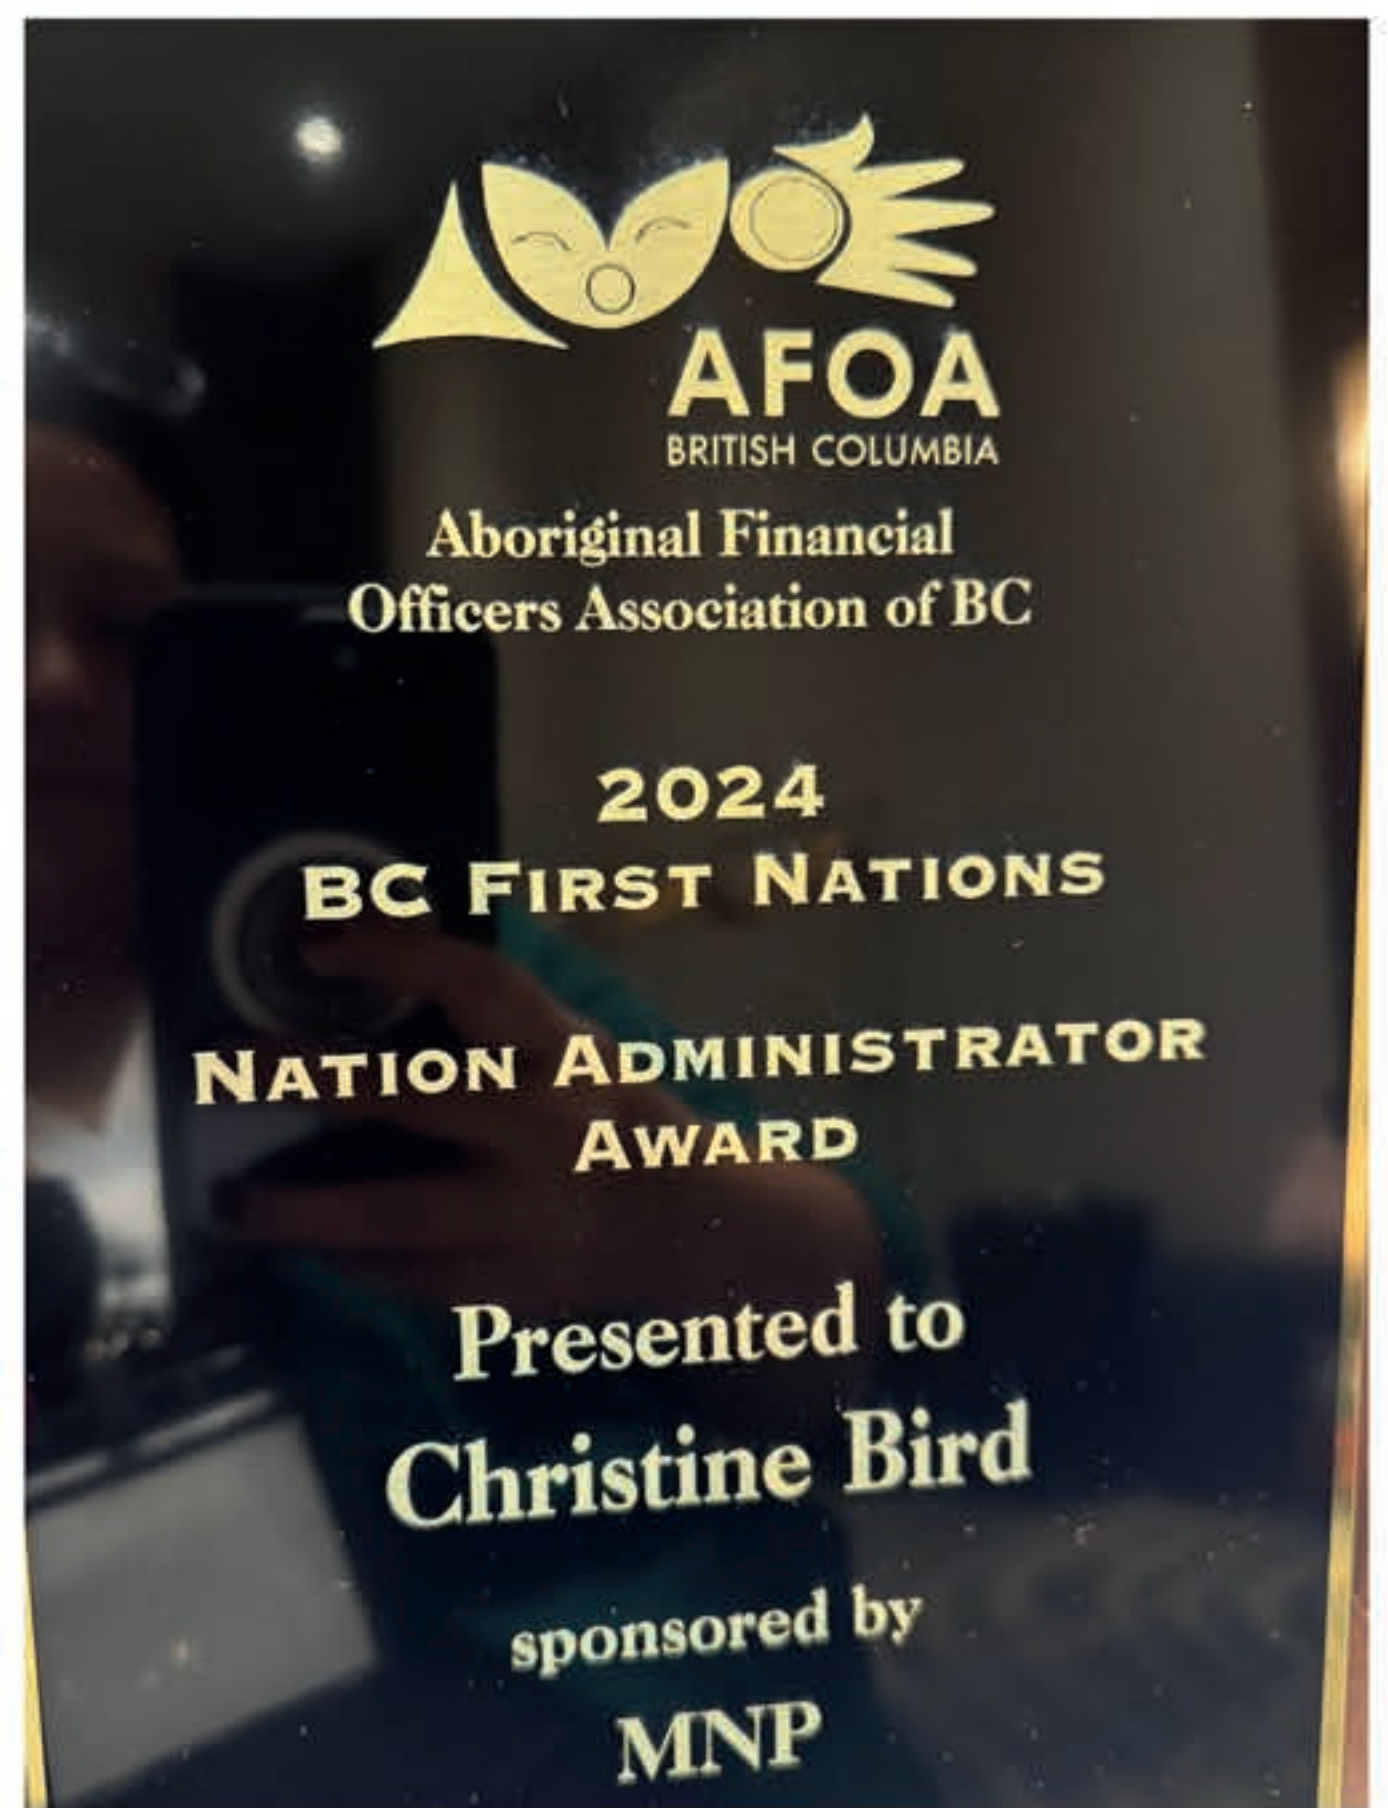 AFOA
BRITISH COLUMBIA
Aboriginal Financial
Officers Association of BC
2024
BC FIRST NATIONS
NATION ADMINISTRATOR
AWARD
Presented to
Christine Bird
sponsored by
MNP